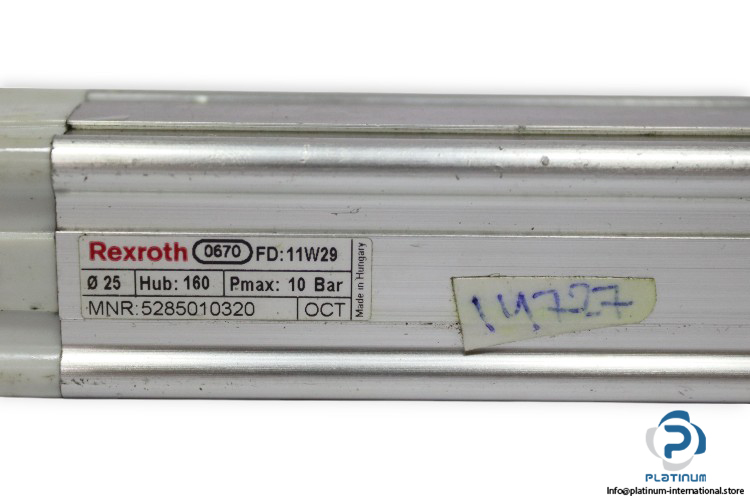 Rexroth 0670 FD: 11W29
Ø 25 Hub: 160 Pmax: 10 Bar
MNR: 5285010320 OCT
Made in Hungary
14727
PLATINUM
Info@platinum-international.store